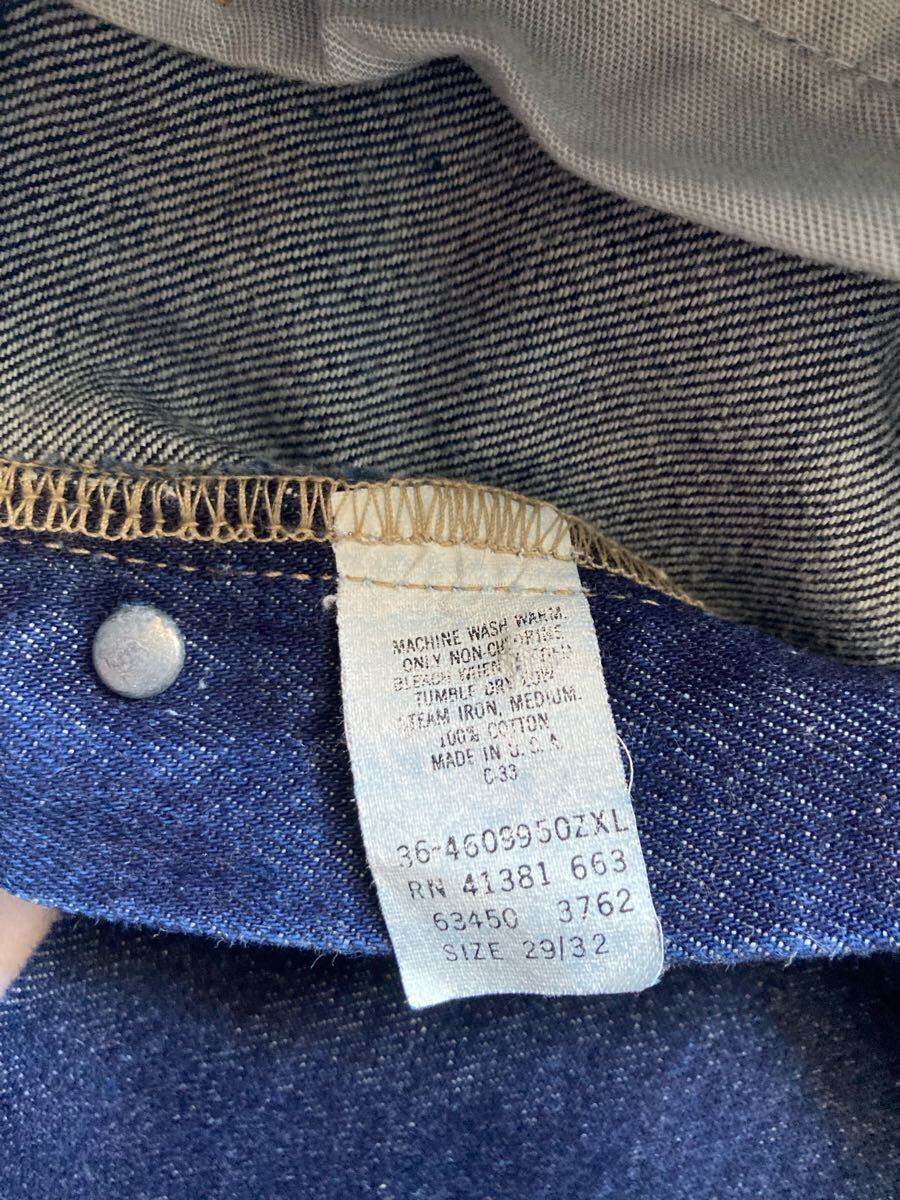 MACHINE WASH WARM.
ONLY NON-CHLORINE
BLEACH WHEN NEEDED
TUMBLE DRY LOW
STEAM IRON, MEDIUM.
100% COTTON
MADE IN U.S.A.
C-33
36-4609950ZXL
RN 41381 663
63450 3762
SIZE 29/32